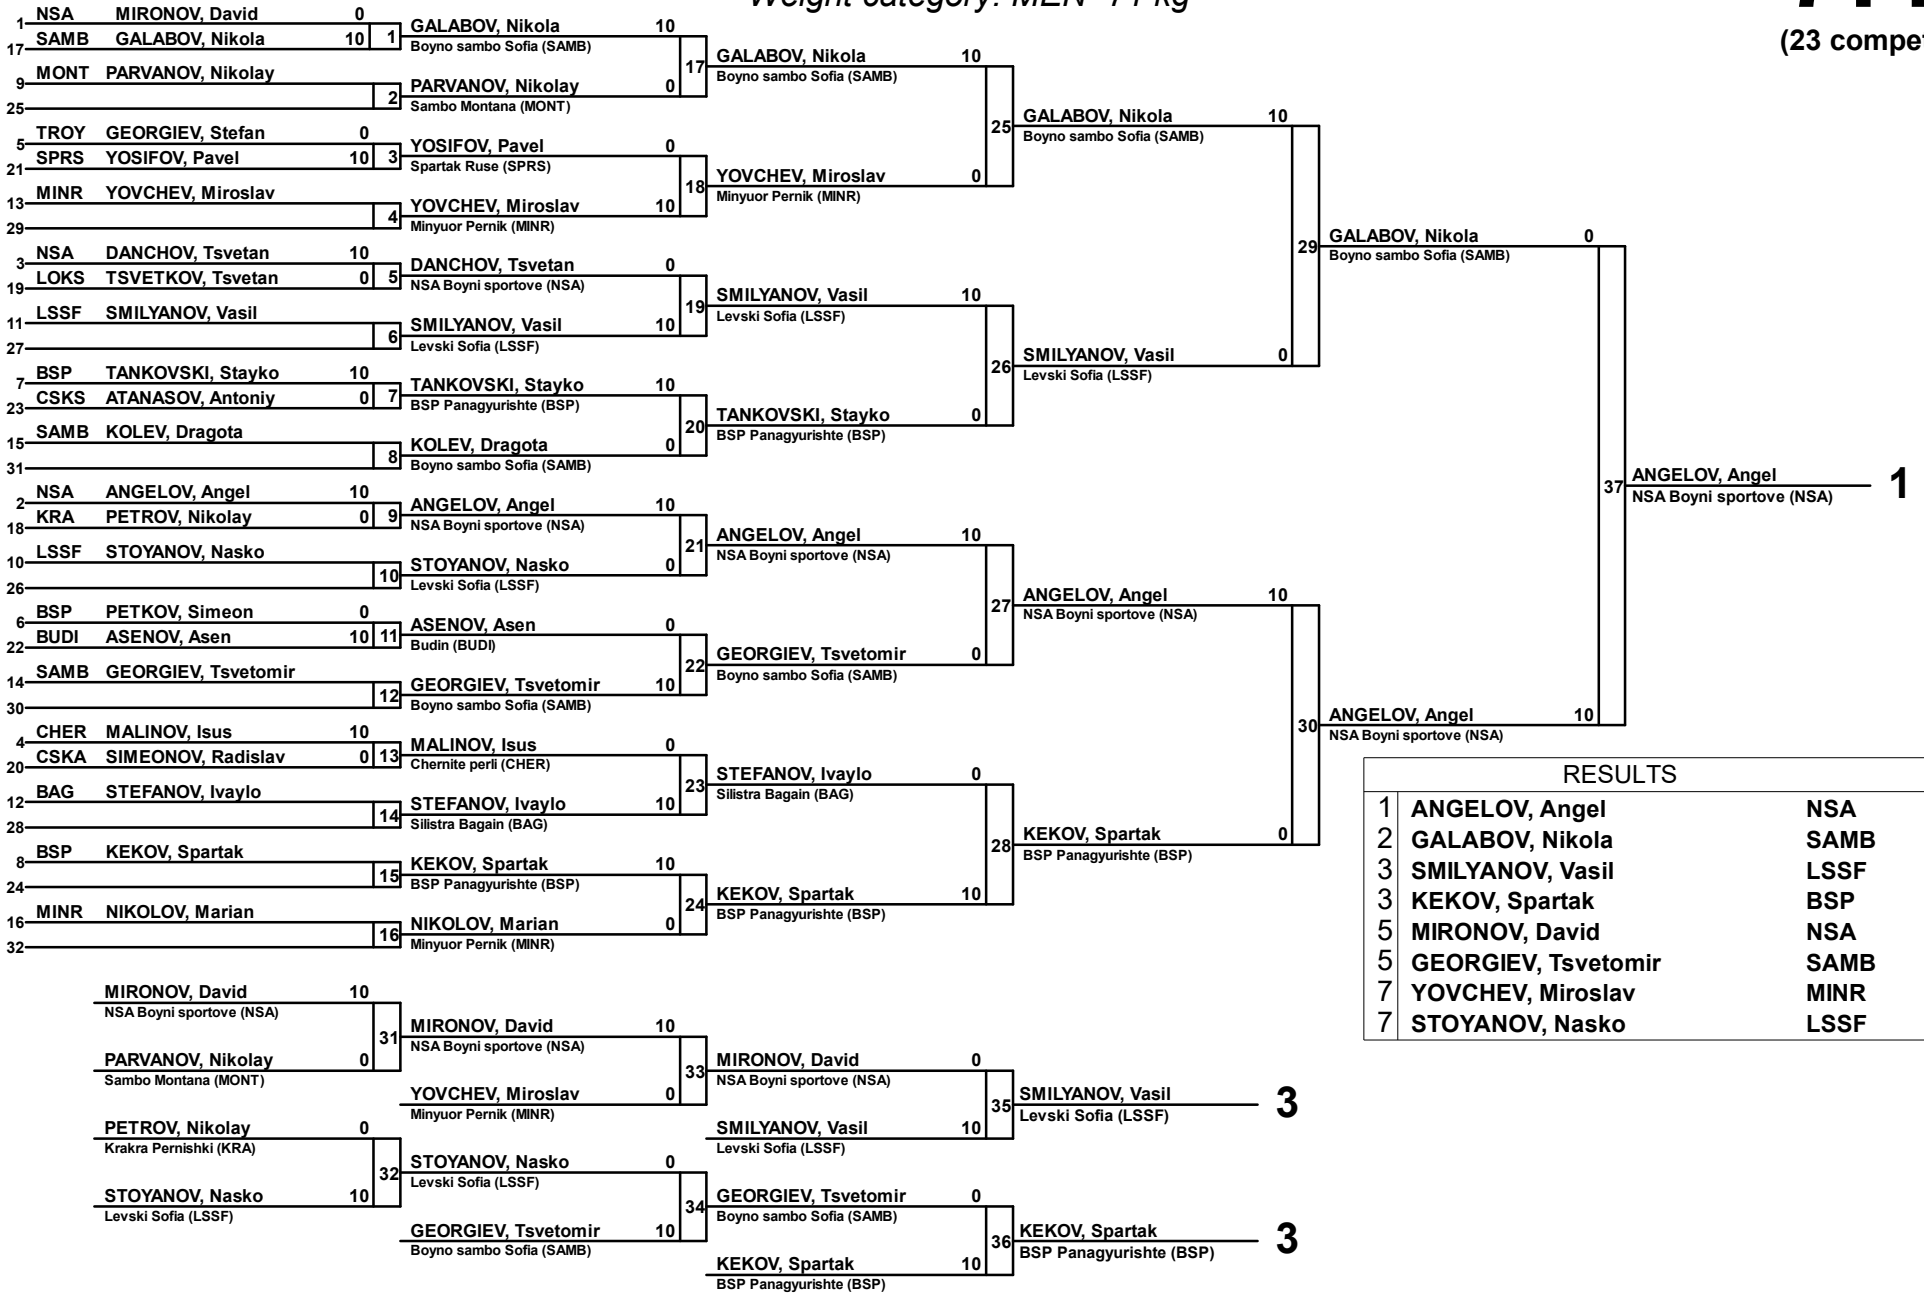 Weight category: MEN -71 kg
(23 compet
1 NSA MIRONOV, David 0
17 SAMB GALABOV, Nikola 10
1
9 MONT PARVANOV, Nikolay
25
2
5 TROY GEORGIEV, Stefan 0
21 SPRS YOSIFOV, Pavel 10
3
13 MINR YOVCHEV, Miroslav
29
4
3 NSA DANCHOV, Tsvetan 10
19 LOKS TSVETKOV, Tsvetan 0
5
11 LSSF SMILYANOV, Vasil
27
6
7 BSP TANKOVSKI, Stayko 10
23 CSKS ATANASOV, Antoniy 0
7
15 SAMB KOLEV, Dragota
31
8
2 NSA ANGELOV, Angel 10
18 KRA PETROV, Nikolay 0
9
10 LSSF STOYANOV, Nasko
26
10
6 BSP PETKOV, Simeon 0
22 BUDI ASENOV, Asen 10
11
14 SAMB GEORGIEV, Tsvetomir
30
12
4 CHER MALINOV, Isus 10
20 CSKA SIMEONOV, Radislav 0
13
12 BAG STEFANOV, Ivaylo
28
14
8 BSP KEKOV, Spartak
24
15
16 MINR NIKOLOV, Marian
32
16
GALABOV, Nikola 10
Boyno sambo Sofia (SAMB)
17
PARVANOV, Nikolay 0
Sambo Montana (MONT)
YOSIFOV, Pavel 0
Spartak Ruse (SPRS)
18
YOVCHEV, Miroslav 10
Minyuor Pernik (MINR)
DANCHOV, Tsvetan 0
NSA Boyni sportove (NSA)
19
SMILYANOV, Vasil 10
Levski Sofia (LSSF)
TANKOVSKI, Stayko 10
BSP Panagyurishte (BSP)
20
KOLEV, Dragota 0
Boyno sambo Sofia (SAMB)
ANGELOV, Angel 10
NSA Boyni sportove (NSA)
21
STOYANOV, Nasko 0
Levski Sofia (LSSF)
ASENOV, Asen 0
Budin (BUDI)
22
GEORGIEV, Tsvetomir 10
Boyno sambo Sofia (SAMB)
MALINOV, Isus 0
Chernite perli (CHER)
23
STEFANOV, Ivaylo 10
Silistra Bagain (BAG)
KEKOV, Spartak 10
BSP Panagyurishte (BSP)
24
NIKOLOV, Marian 0
Minyuor Pernik (MINR)
GALABOV, Nikola 10
Boyno sambo Sofia (SAMB)
25
YOVCHEV, Miroslav 0
Minyuor Pernik (MINR)
SMILYANOV, Vasil 10
Levski Sofia (LSSF)
26
TANKOVSKI, Stayko 0
BSP Panagyurishte (BSP)
ANGELOV, Angel 10
NSA Boyni sportove (NSA)
27
GEORGIEV, Tsvetomir 0
Boyno sambo Sofia (SAMB)
STEFANOV, Ivaylo 0
Silistra Bagain (BAG)
28
KEKOV, Spartak 10
BSP Panagyurishte (BSP)
GALABOV, Nikola 10
Boyno sambo Sofia (SAMB)
29
SMILYANOV, Vasil 0
Levski Sofia (LSSF)
ANGELOV, Angel 10
NSA Boyni sportove (NSA)
30
KEKOV, Spartak 0
BSP Panagyurishte (BSP)
GALABOV, Nikola 0
Boyno sambo Sofia (SAMB)
37
ANGELOV, Angel 10
NSA Boyni sportove (NSA)
ANGELOV, Angel
NSA Boyni sportove (NSA)
1
RESULTS
1 ANGELOV, Angel NSA
2 GALABOV, Nikola SAMB
3 SMILYANOV, Vasil LSSF
3 KEKOV, Spartak BSP
5 MIRONOV, David NSA
5 GEORGIEV, Tsvetomir SAMB
7 YOVCHEV, Miroslav MINR
7 STOYANOV, Nasko LSSF
MIRONOV, David 10
NSA Boyni sportove (NSA)
31
PARVANOV, Nikolay 0
Sambo Montana (MONT)
PETROV, Nikolay 0
Krakra Pernishki (KRA)
32
STOYANOV, Nasko 10
Levski Sofia (LSSF)
MIRONOV, David 10
NSA Boyni sportove (NSA)
33
YOVCHEV, Miroslav 0
Minyuor Pernik (MINR)
STOYANOV, Nasko 0
Levski Sofia (LSSF)
34
GEORGIEV, Tsvetomir 10
Boyno sambo Sofia (SAMB)
MIRONOV, David 0
NSA Boyni sportove (NSA)
35
SMILYANOV, Vasil 10
Levski Sofia (LSSF)
GEORGIEV, Tsvetomir 0
Boyno sambo Sofia (SAMB)
36
KEKOV, Spartak 10
BSP Panagyurishte (BSP)
SMILYANOV, Vasil
Levski Sofia (LSSF)
3
KEKOV, Spartak
BSP Panagyurishte (BSP)
3